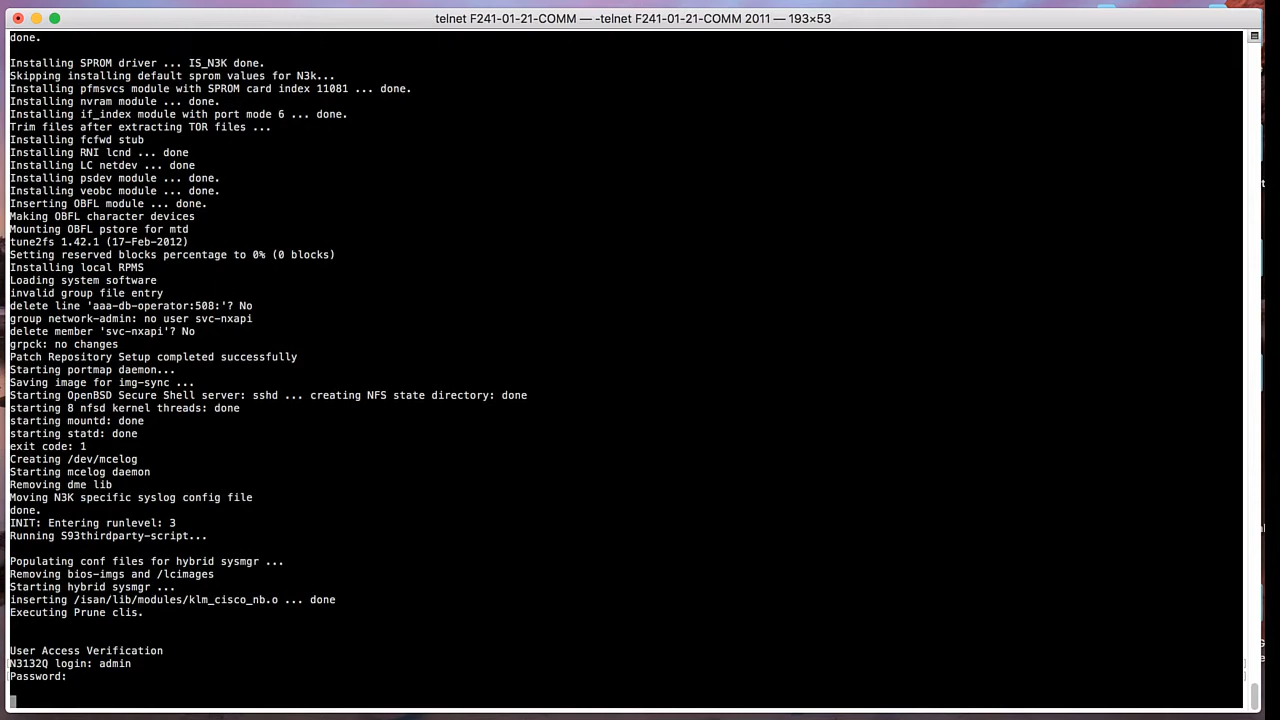 telnet F241-01-21-COMM — -telnet F241-01-21-COMM 2011 — 193×53
done.
Installing SPROM driver ... IS_N3K done.
Skipping installing default sprom values for N3k...
Installing pfmsvcs module with SPROM card index 11081 ... done.
Installing nvram module ... done.
Installing if_index module with port mode 6 ... done.
Trim files after extracting TOR files ...
Installing fcfwd stub
Installing RNI lcnd ... done
Installing LC netdev ... done
Installing psdev module ... done.
Installing veobc module ... done.
Inserting OBFL module ... done.
Making OBFL character devices
Mounting OBFL pstore for mtd
tune2fs 1.42.1 (17-Feb-2012)
Setting reserved blocks percentage to 0% (0 blocks)
Installing local RPMS
Loading system software
invalid group file entry
delete line 'aaa-db-operator:508:'? No
group network-admin: no user svc-nxapi
delete member 'svc-nxapi'? No
grpck: no changes
Patch Repository Setup completed successfully
Starting portmap daemon...
Saving image for img-sync ...
Starting OpenBSD Secure Shell server: sshd ... creating NFS state directory: done
starting 8 nfsd kernel threads: done
starting mountd: done
starting statd: done
exit code: 1
Creating /dev/mcelog
Starting mcelog daemon
Removing dme lib
Moving N3K specific syslog config file
done.
INIT: Entering runlevel: 3
Running S93thirdparty-script...
Populating conf files for hybrid sysmgr ...
Removing bios-imgs and /lcimages
Starting hybrid sysmgr ...
inserting /isan/lib/modules/klm_cisco_nb.o ... done
Executing Prune clis.
User Access Verification
N3132Q login: admin
Password: